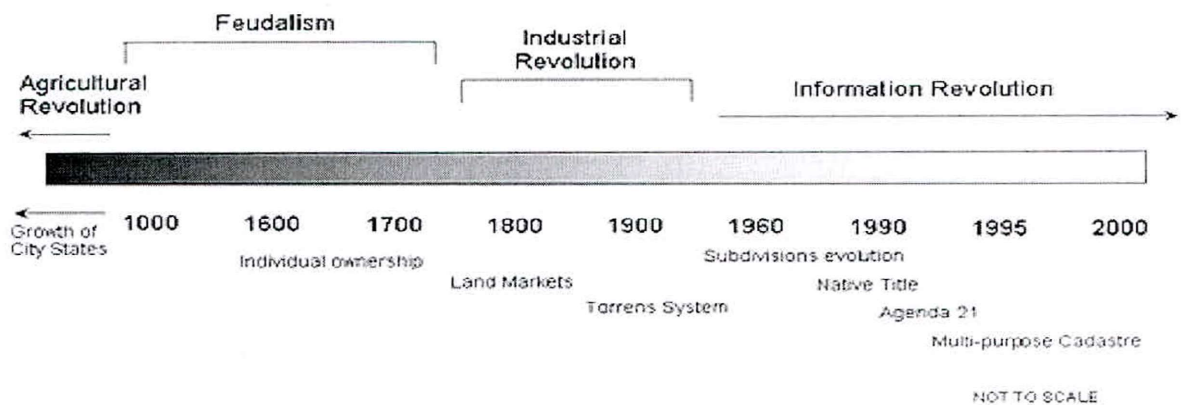 Feudalism
Industrial
Revolution
Agricultural
Revolution
Information Revolution
1000 1600 1700 1800 1900 1960 1990 1995 2000
Growth of
City States
Individual ownership
Subdivisions evolution
Land Markets
Native Title
Torrens System
Agenda 21
Multi-purpose Cadastre
NOT TO SCALE